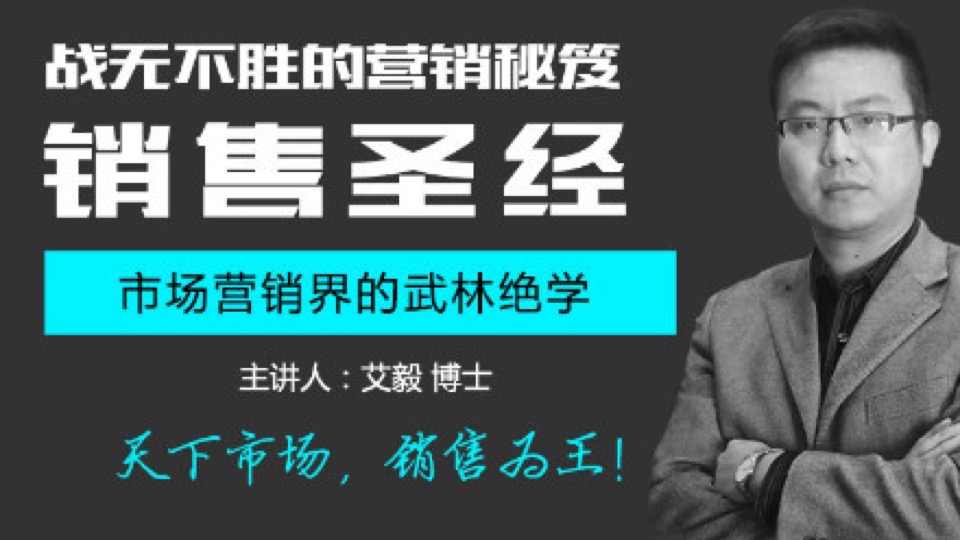 战无不胜的营销秘笈
销售圣经
市场营销界的武林绝学
主讲人：艾毅 博士
天下市场，销售为王！